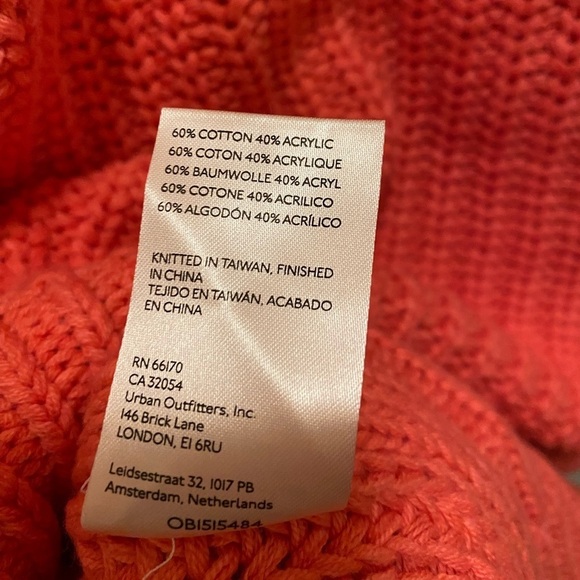 60% COTTON 40% ACRYLIC
60% COTON 40% ACRYLIQUE
60% BAUMWOLLE 40% ACRYL
60% COTONE 40% ACRILICO
60% ALGODÓN 40% ACRÍLICO
KNITTED IN TAIWAN, FINISHED
IN CHINA
TEJIDO EN TAIWÁN, ACABADO
EN CHINA
RN 66170
CA 32054
Urban Outfitters, Inc.
146 Brick Lane
LONDON, E1 6RU
Leidsestraat 32, 1017 PB
Amsterdam, Netherlands
OB1515484